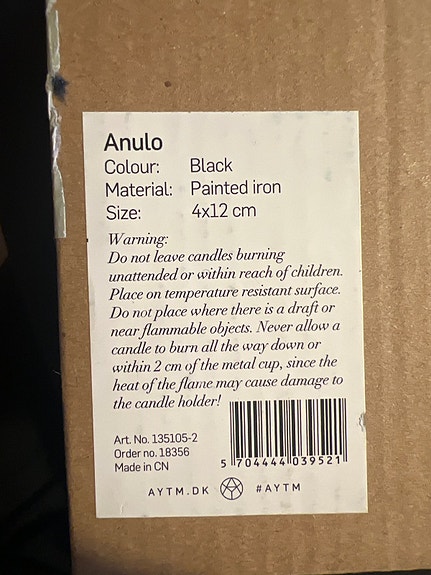 Anulo
Colour: Black
Material: Painted iron
Size: 4x12 cm
Warning:
Do not leave candles burning
unattended or within reach of children.
Place on temperature resistant surface.
Do not place where there is a draft or
near flammable objects. Never allow a
candle to burn all the way down or
within 2 cm of the metal cup, since the
heat of the flame may cause damage to
the candle holder!
Art. No. 135105-2
Order no. 18356
Made in CN
5 704444 039521
AYTM.DK #AYTM